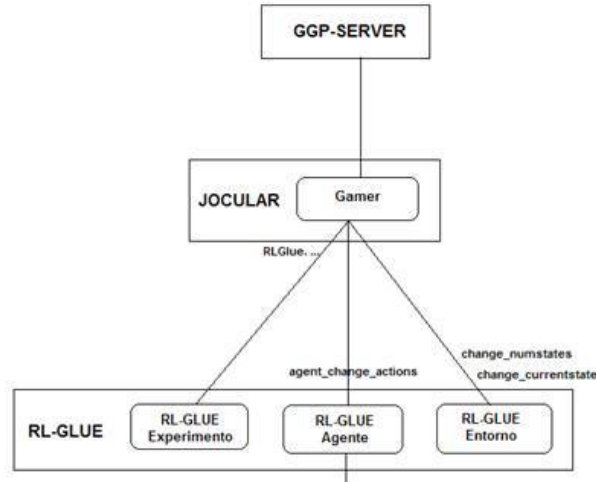 GGP-SERVER
JOCULAR
Gamer
RLGlue. ...
change_numstates
agent_change_actions
change_currentstate
RL-GLUE
RL-GLUE
Experimento
RL-GLUE
Agente
RL-GLUE
Entorno